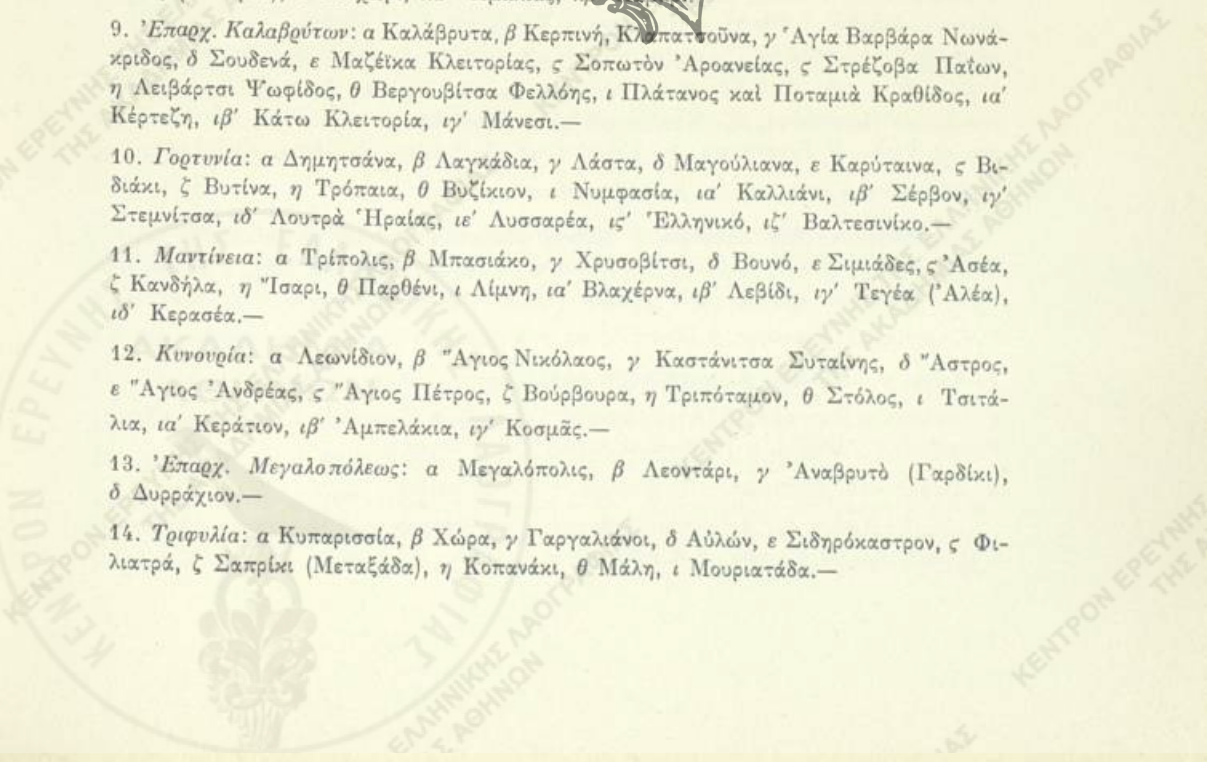 9. Ἐπαρχ. Καλαβρύτων: α Καλάβρυτα, β Κερπινή, Κλαπατσοῦνα, γ Ἁγία Βαρβάρα Νωνά-
κριδος, δ Σουδενά, ε Μαζέϊκα Κλειτορίας, ς Σοπωτὸν Ἀροανείας, ς Στρέζοβα Παΐων,
η Λειβάρτσι Ψωφίδος, θ Βεργουβίτσα Φελλόης, ι Πλάτανος καὶ Ποταμιὰ Κραθίδος, ια′
Κέρτεζη, ιβ′ Κάτω Κλειτορία, ιγ′ Μάνεσι.—
10. Γορτυνία: α Δημητσάνα, β Λαγκάδια, γ Λάστα, δ Μαγούλιανα, ε Καρύταινα, ς Βι-
διάκι, ζ Βυτίνα, η Τρόπαια, θ Βυζίκιον, ι Νυμφασία, ια′ Καλλιάνι, ιβ′ Σέρβον, ιγ′
Στεμνίτσα, ιδ′ Λουτρὰ Ἡραίας, ιε′ Λυσσαρέα, ις′ Ἑλληνικό, ιζ′ Βαλτεσινίκο.—
11. Μαντίνεια: α Τρίπολις, β Μπασιάκο, γ Χρυσοβίτσι, δ Βουνό, ε Σιμιάδες, ς Ἀσέα,
ζ Κανδήλα, η Ἴσαρι, θ Παρθένι, ι Λίμνη, ια′ Βλαχέρνα, ιβ′ Λεβίδι, ιγ′ Τεγέα (Ἀλέα),
ιδ′ Κερασέα.—
12. Κυνουρία: α Λεωνίδιον, β Ἅγιος Νικόλαος, γ Καστάνιτσα Συταίνης, δ Ἄστρος,
ε Ἅγιος Ἀνδρέας, ς Ἅγιος Πέτρος, ζ Βούρβουρα, η Τριπόταμον, θ Στόλος, ι Τσιτά-
λια, ια′ Κεράτιον, ιβ′ Ἀμπελάκια, ιγ′ Κοσμᾶς.—
13. Ἐπαρχ. Μεγαλοπόλεως: α Μεγαλόπολις, β Λεοντάρι, γ Ἀναβρυτὸ (Γαρδίκι),
δ Δυρράχιον.—
14. Τριφυλία: α Κυπαρισσία, β Χώρα, γ Γαργαλιάνοι, δ Αὐλών, ε Σιδηρόκαστρον, ς Φι-
λιατρά, ζ Σαπρίκι (Μεταξάδα), η Κοπανάκι, θ Μάλη, ι Μουριατάδα.—